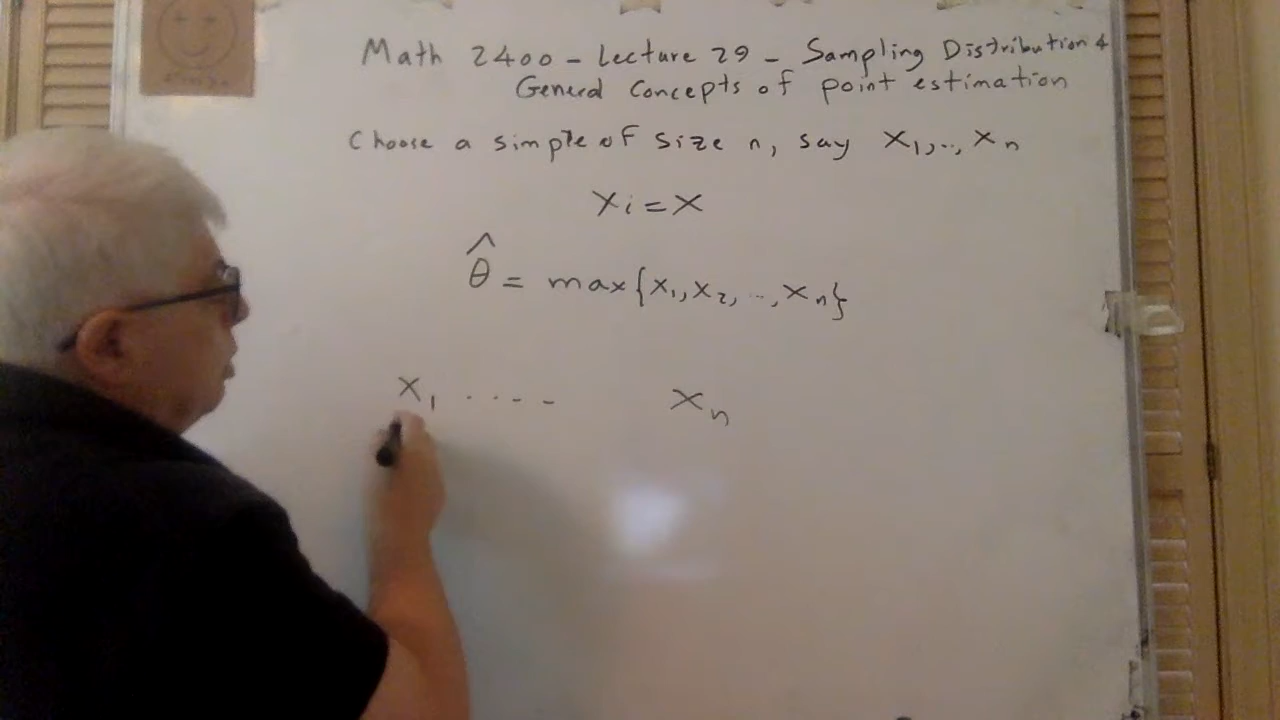 Math 2400 - Lecture 29 - Sampling Distribution &
General Concepts of point estimation
Choose a simple of size n, say X₁,..,Xₙ
Xi = X
θ̂ = max{X₁,X₂,...,Xₙ}
X₁ ..... Xₙ